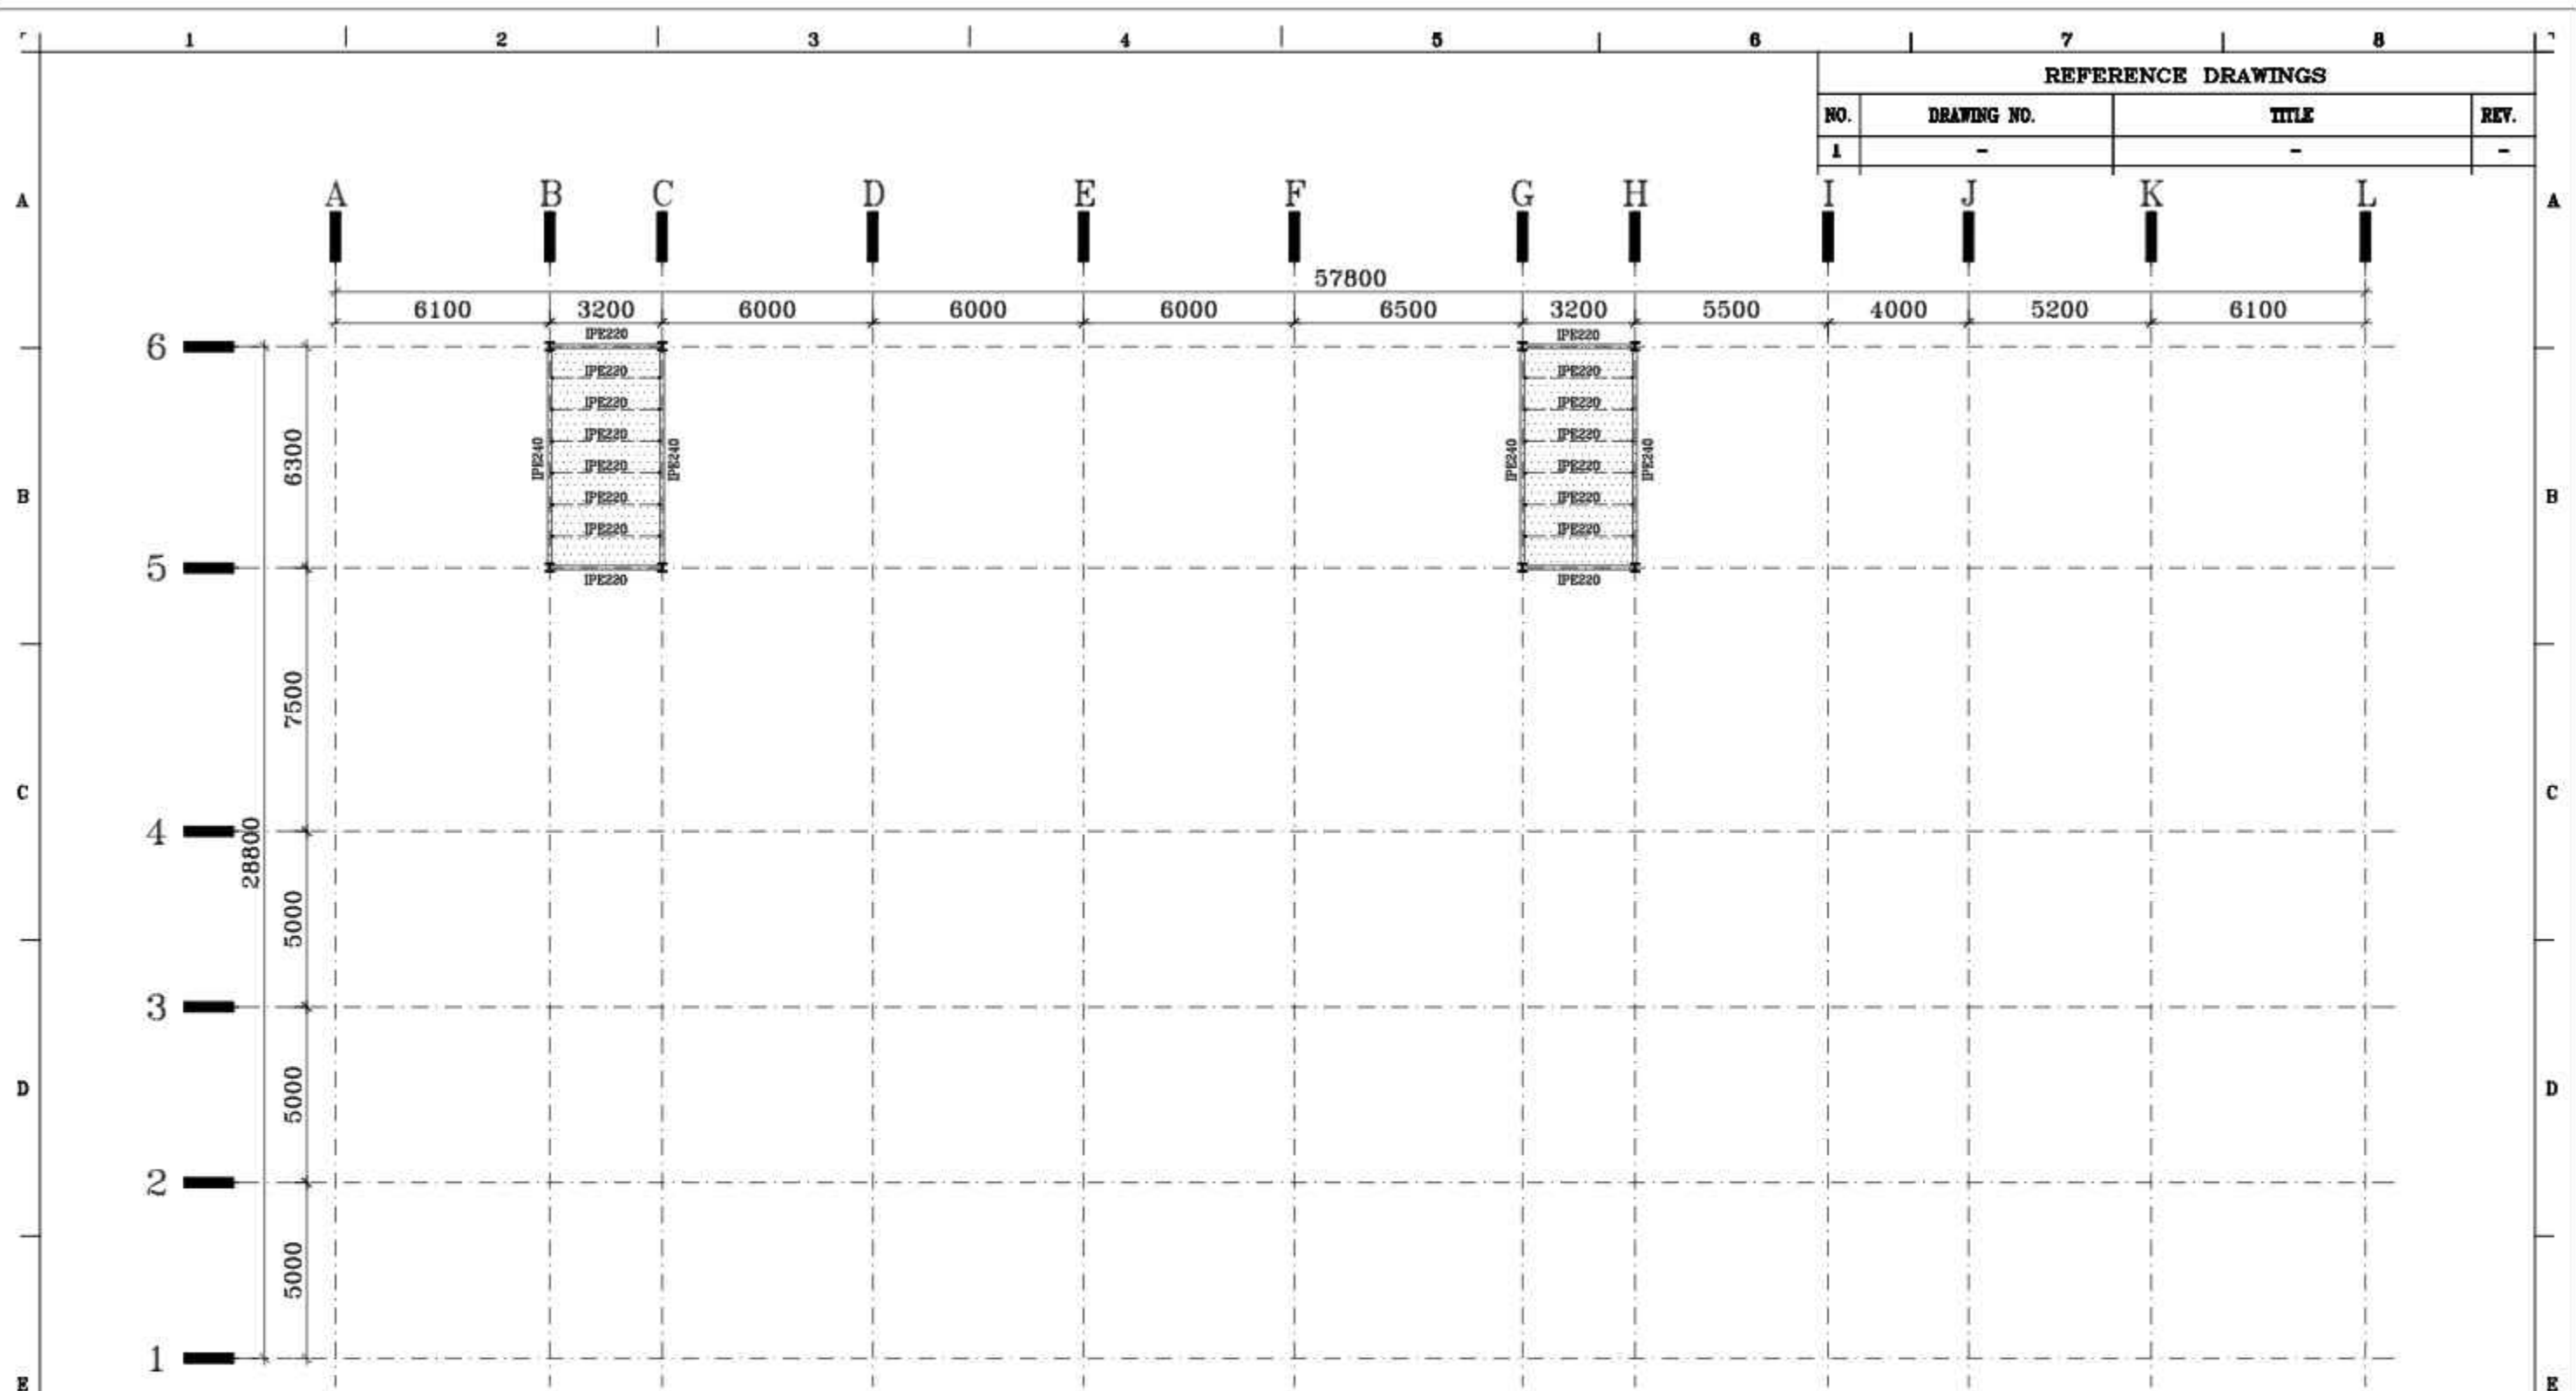 1 2 3 4 5 6 7 8
REFERENCE DRAWINGS
NO. DRAWING NO. TITLE REV.
1 - - -
A A
A B C D E F G H I J K L
57800
6100 3200 6000 6000 6000 6500 3200 5500 4000 5200 6100
IPE220 IPE220
6
IPE220 IPE220
IPE220 IPE220
IPE220 IPE220
6300 IPE240 IPE240 IPE240 IPE240
IPE220 IPE220
B B
IPE220 IPE220
IPE220 IPE220
5
IPE220 IPE220
7500
C C
4
28800
5000
3
D D
5000
2
5000
1
E E